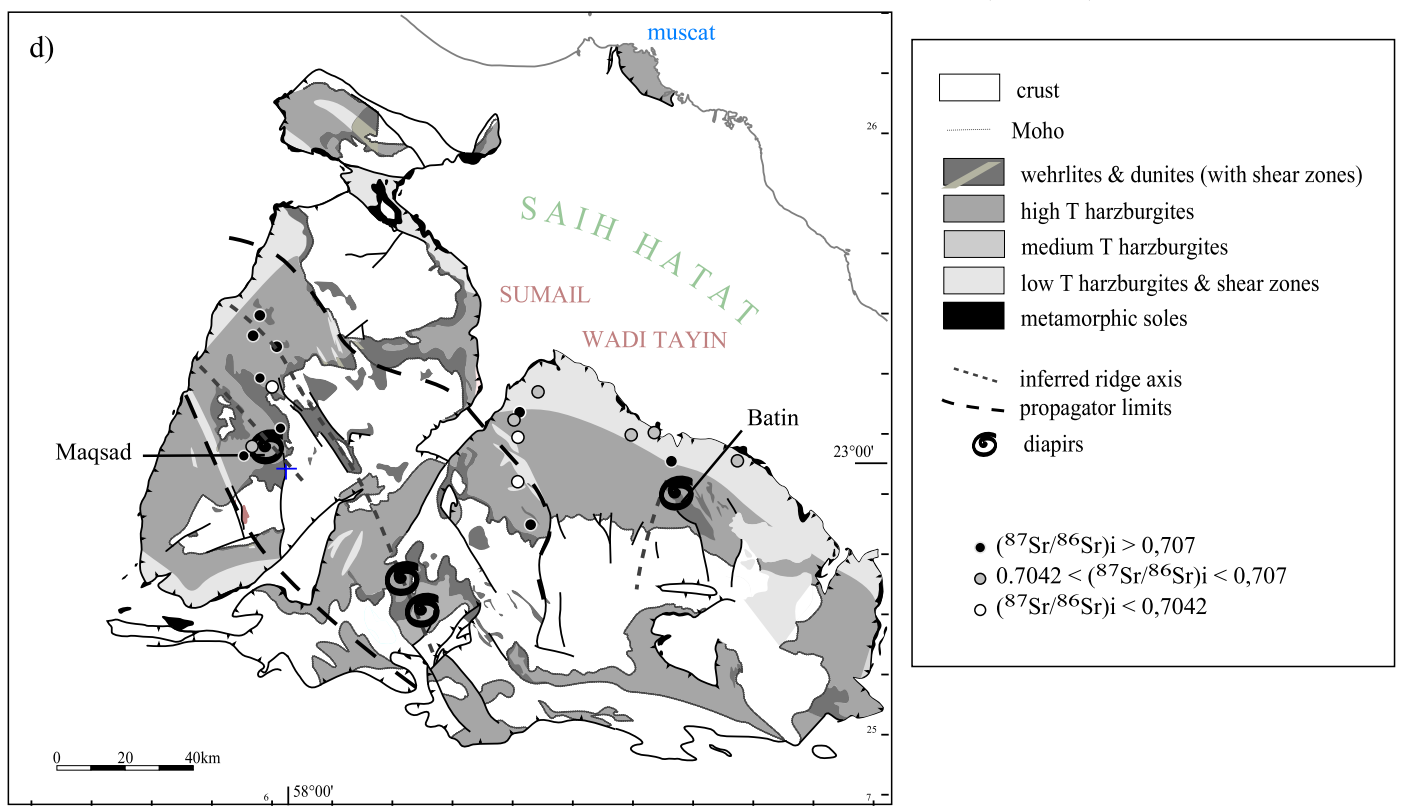 d)
muscat
26
SAIH HATAT
SUMAIL
WADI TAYIN
Batin
Maqsad
23°00'
25
0 20 40km
6
58°00'
7
crust
Moho
wehrlites & dunites (with shear zones)
high T harzburgites
medium T harzburgites
low T harzburgites & shear zones
metamorphic soles
inferred ridge axis
propagator limits
diapirs
(⁸⁷Sr/⁸⁶Sr)i > 0,707
0.7042 < (⁸⁷Sr/⁸⁶Sr)i < 0,707
(⁸⁷Sr/⁸⁶Sr)i < 0,7042